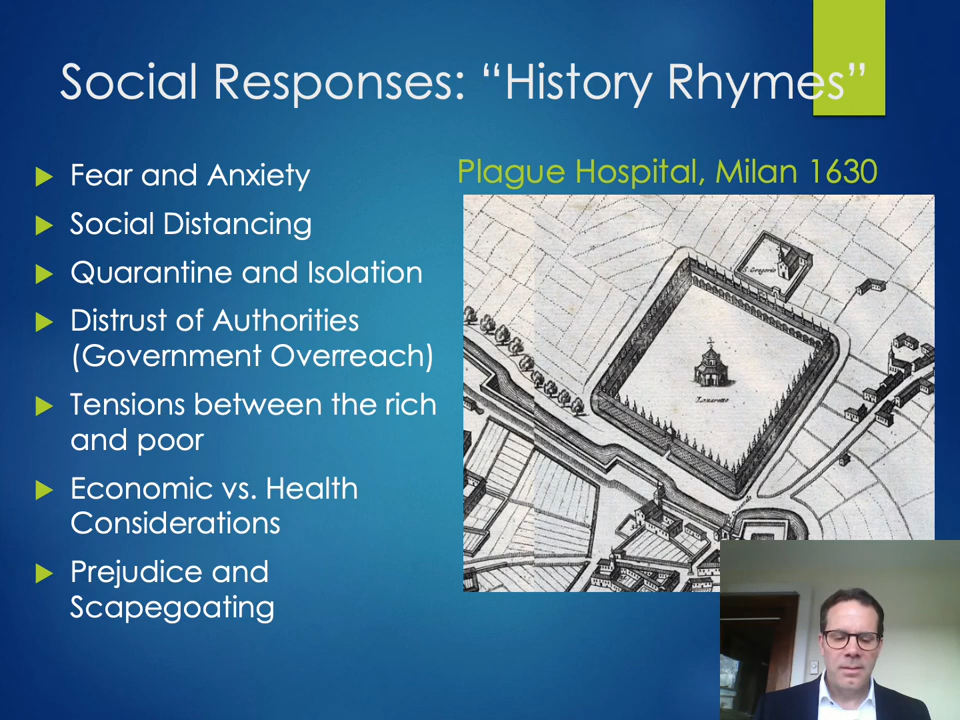 Social Responses: “History Rhymes”
Fear and Anxiety
Social Distancing
Quarantine and Isolation
Distrust of Authorities
(Government Overreach)
Tensions between the rich
and poor
Economic vs. Health
Considerations
Prejudice and
Scapegoating
Plague Hospital, Milan 1630
S. Gregorio
Lazaretto